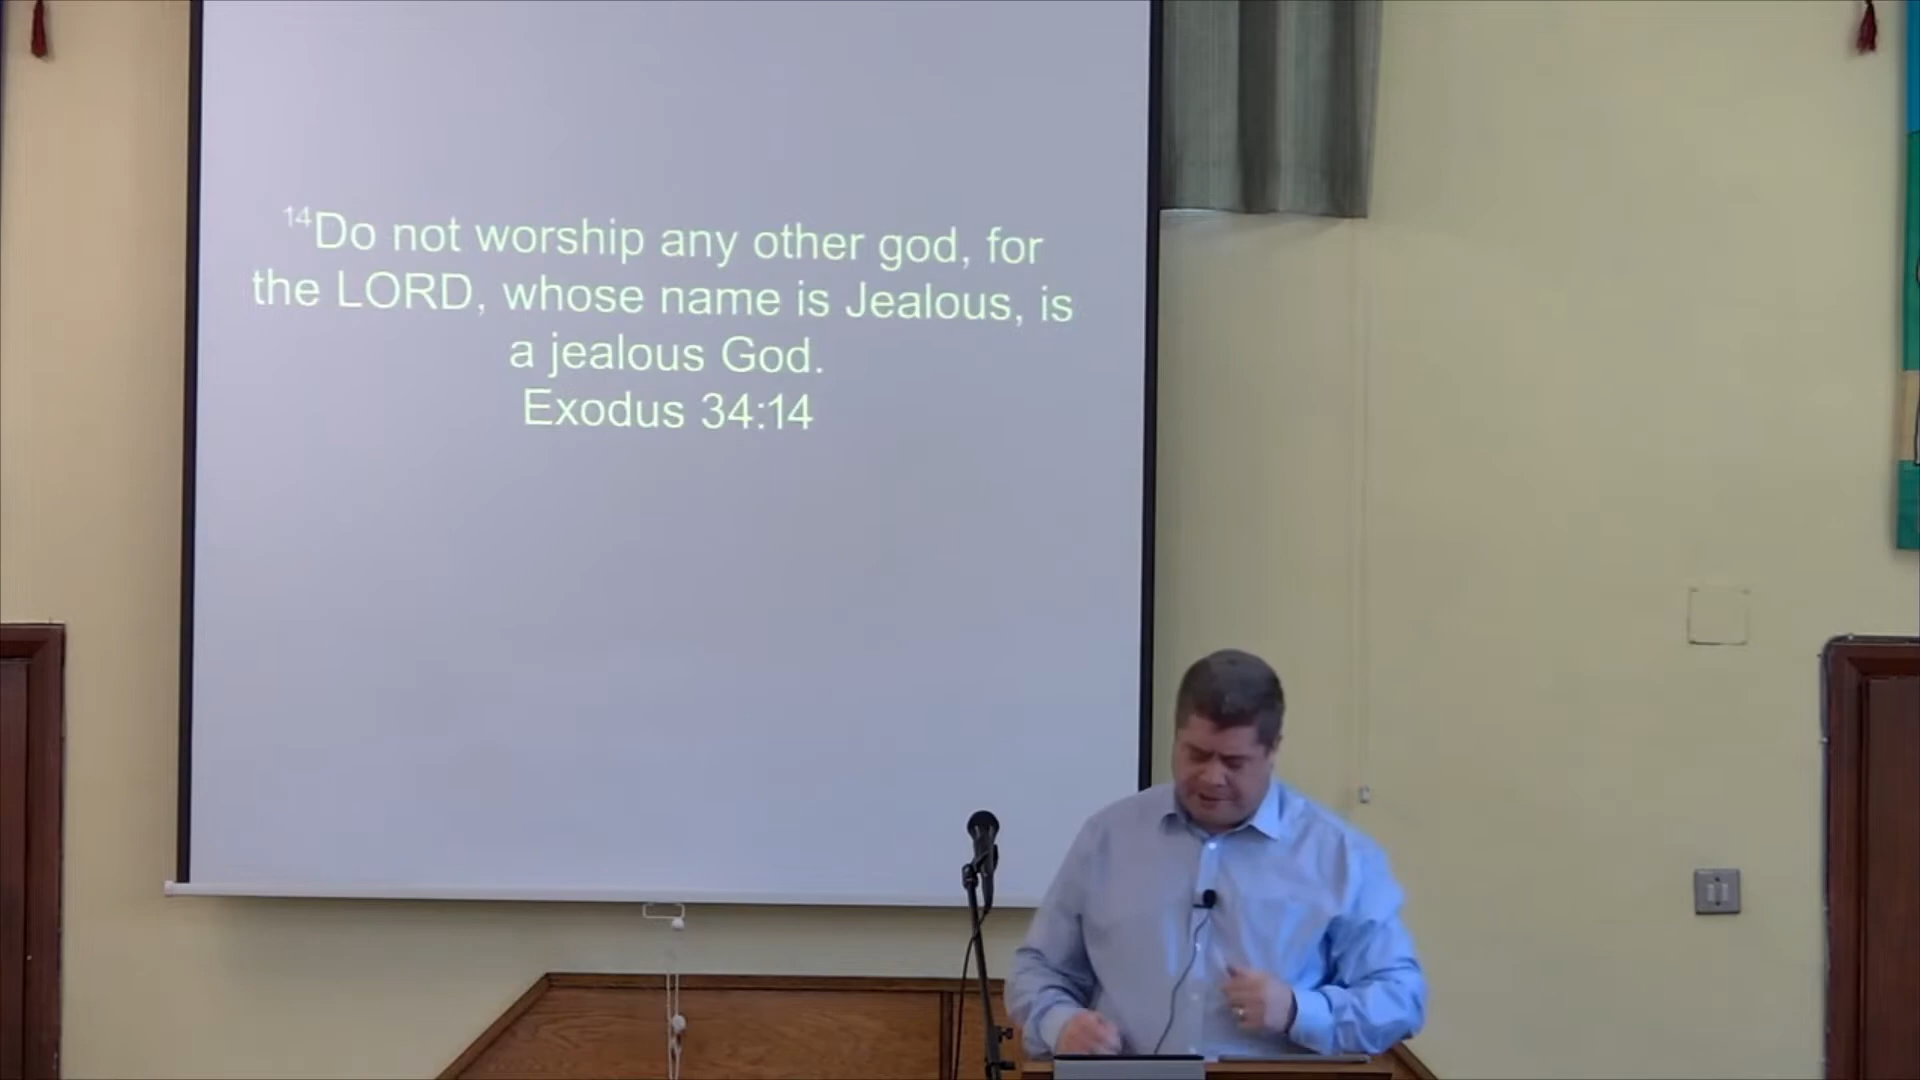 14Do not worship any other god, for
the LORD, whose name is Jealous, is
a jealous God.
Exodus 34:14